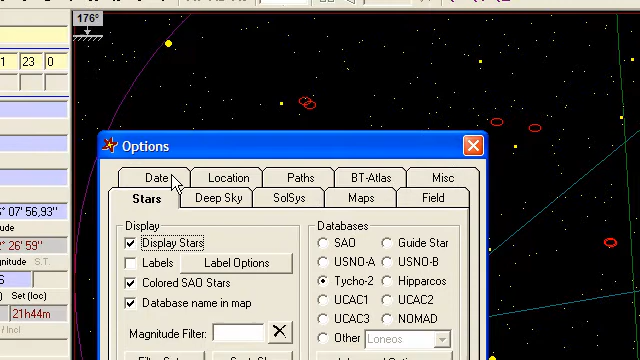 176°
1 23 0
Options
Date Location Paths BT-Atlas Misc
Stars Deep Sky SolSys Maps Field
Display
Display Stars
Labels
Label Options
Colored SAO Stars
Database name in map
Magnitude Filter:
Databases
SAO Guide Star
USNO-A USNO-B
Tycho-2 Hipparcos
UCAC1 UCAC2
UCAC3 NOMAD
Other Loneos
° 07' 56,93"
° 26' 59"
S.T.
S
Set (loc)
21h44m
/ Incl